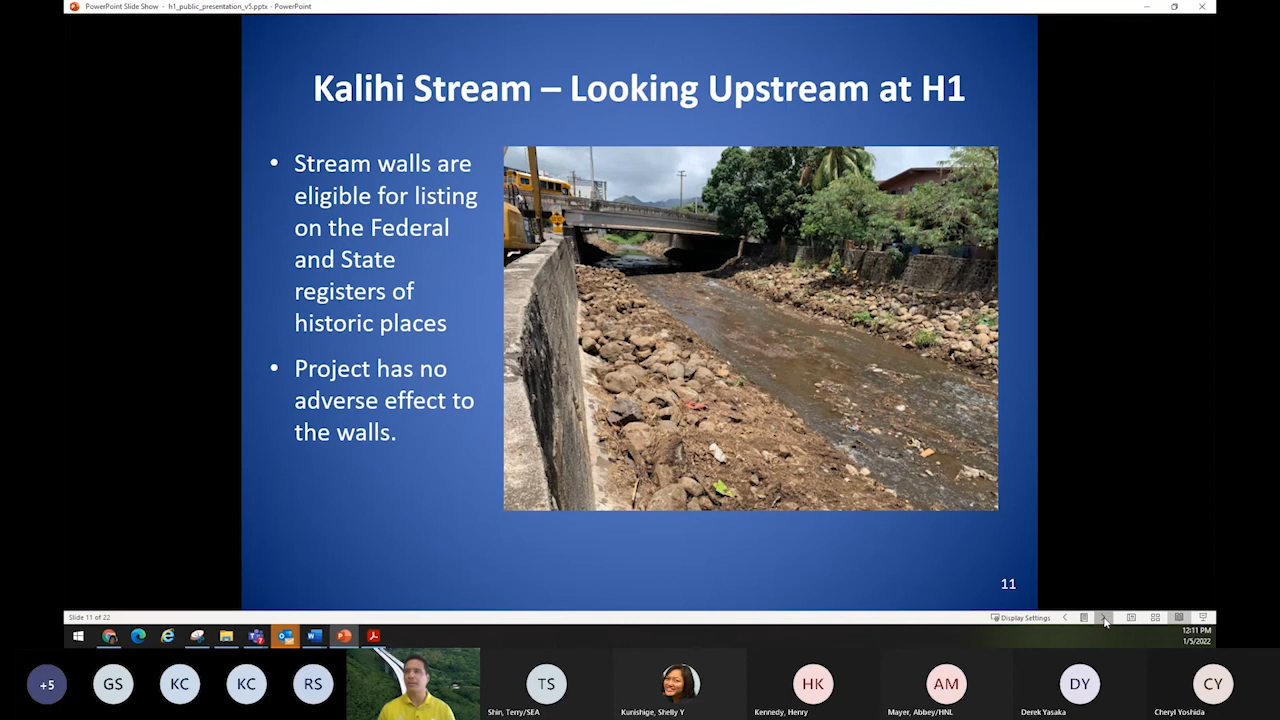 PowerPoint Slide Show - h1_public_presentation_v5.pptx - PowerPoint
Kalihi Stream – Looking Upstream at H1
• Stream walls are
eligible for listing
on the Federal
and State
registers of
historic places
• Project has no
adverse effect to
the walls.
11
Slide 11 of 22
Display Settings
12:11 PM
1/5/2022
+5
GS
KC
KC
RS
TS
Shin, Terry/SEA
Kunishige, Shelly Y
HK
Kennedy, Henry
AM
Mayer, Abbey/HNL
DY
Derek Yasaka
CY
Cheryl Yoshida